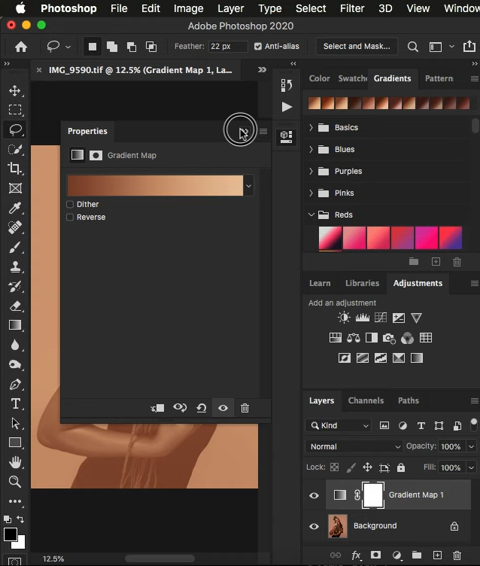 Photoshop File Edit Image Layer Type Select Filter 3D View Window
Adobe Photoshop 2020
Feather: 22 px Anti-alias Select and Mask...
IMG_9590.tif @ 12.5% (Gradient Map 1, La...
Color Swatch Gradients Pattern
Properties
Gradient Map
Dither
Reverse
Basics
Blues
Purples
Pinks
Reds
Learn Libraries Adjustments
Add an adjustment
Layers Channels Paths
Kind
Normal Opacity: 100%
Lock: Fill: 100%
Gradient Map 1
Background
12.5%